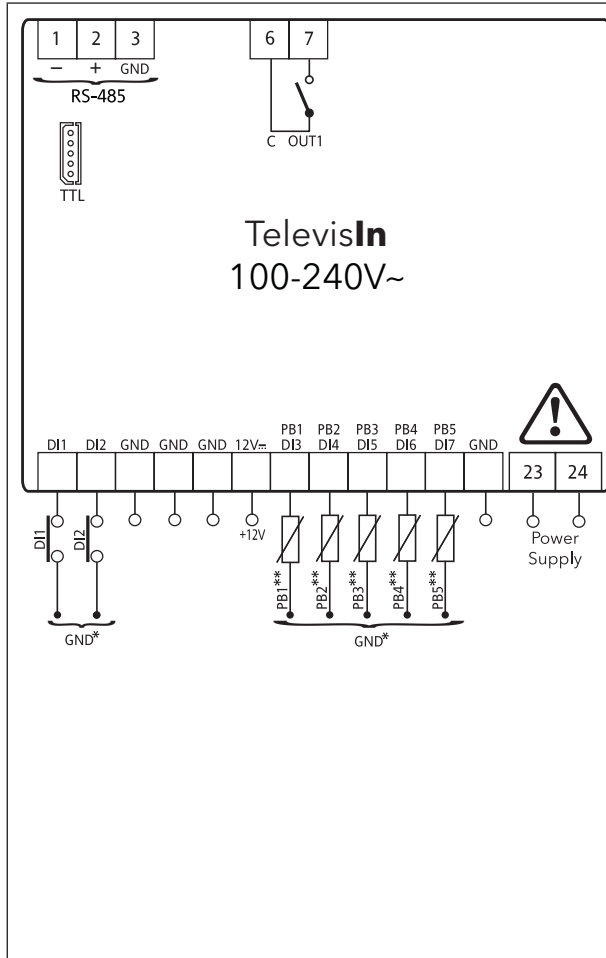 1 2 3 6 7
− + GND
RS-485
C OUT1
TTL
TelevisIn
100-240V~
PB1 PB2 PB3 PB4 PB5
DI1 DI2 GND GND GND 12V⎓ DI3 DI4 DI5 DI6 DI7 GND
23 24
+12V
Power
Supply
DI1 DI2
PB1** PB2** PB3** PB4** PB5**
GND* GND*